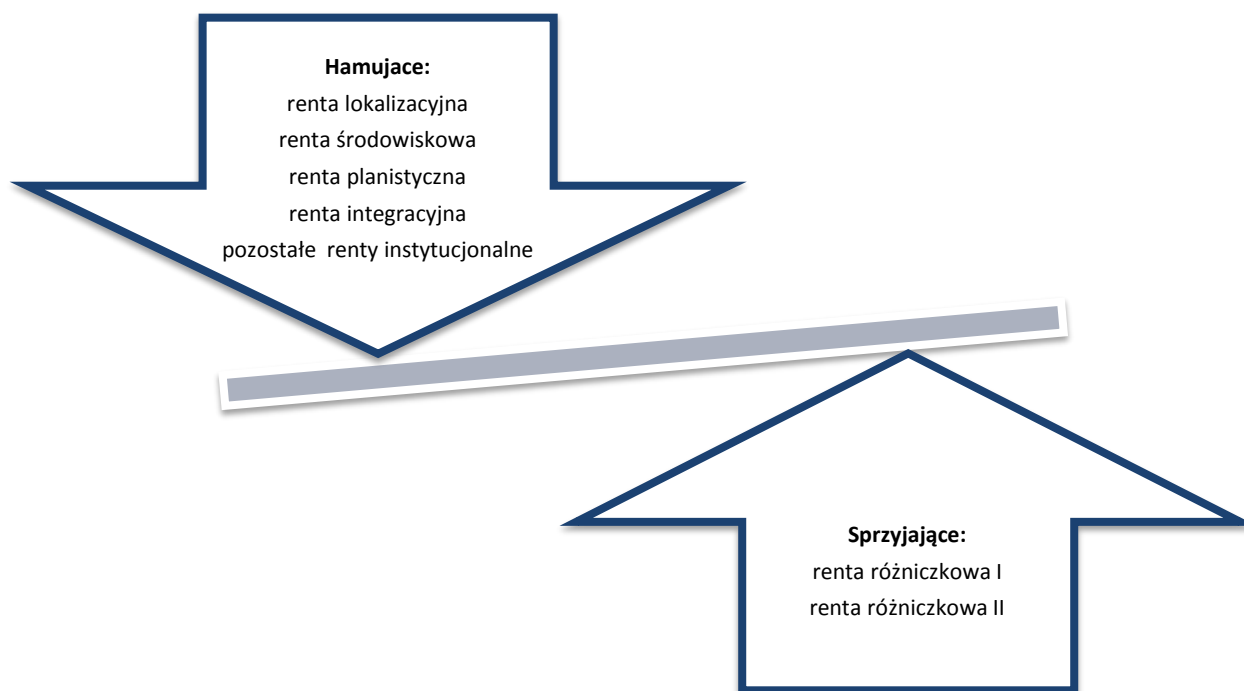 Hamujace:
renta lokalizacyjna
renta środowiskowa
renta planistyczna
renta integracyjna
pozostałe renty instytucjonalne
Sprzyjające:
renta różniczkowa I
renta różniczkowa II